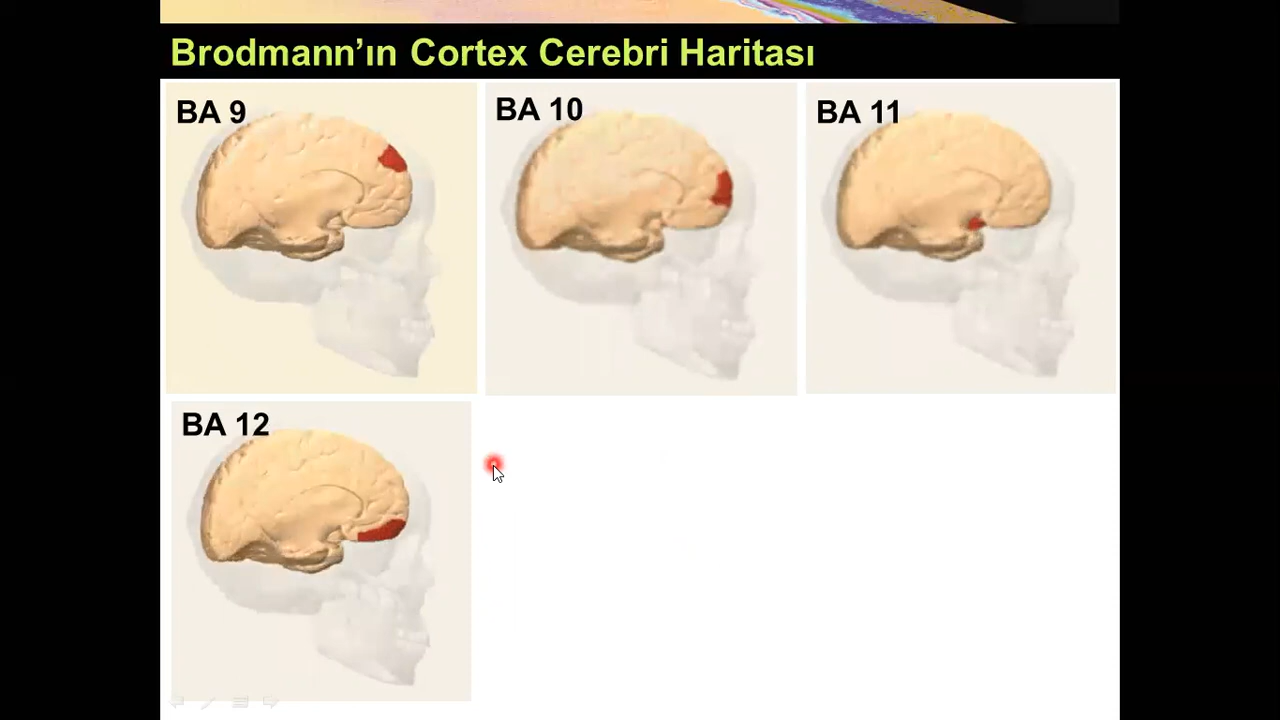 Brodmann’ın Cortex Cerebri Haritası
BA 9
BA 10
BA 11
BA 12